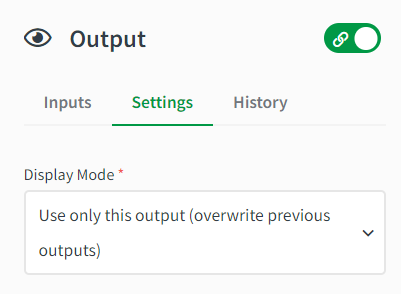 Output
Inputs Settings History
Display Mode *
Use only this output (overwrite previous
outputs)